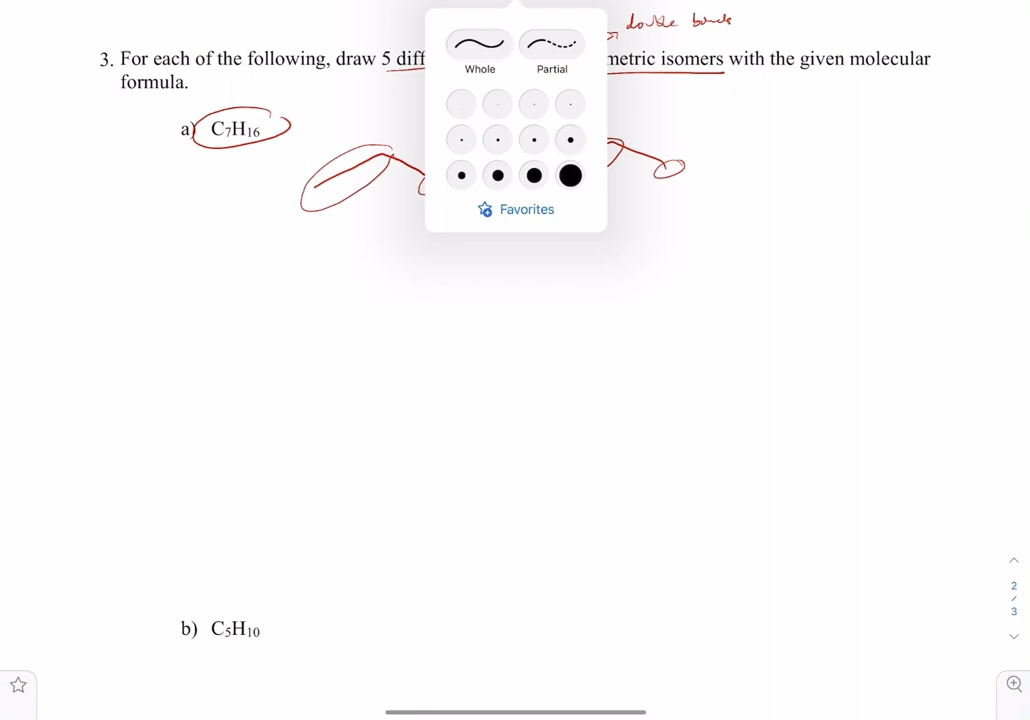 double bonds
Whole Partial
3. For each of the following, draw 5 diff metric isomers with the given molecular
formula.
a) C₇H₁₆
Favorites
b) C₅H₁₀
2
/
3